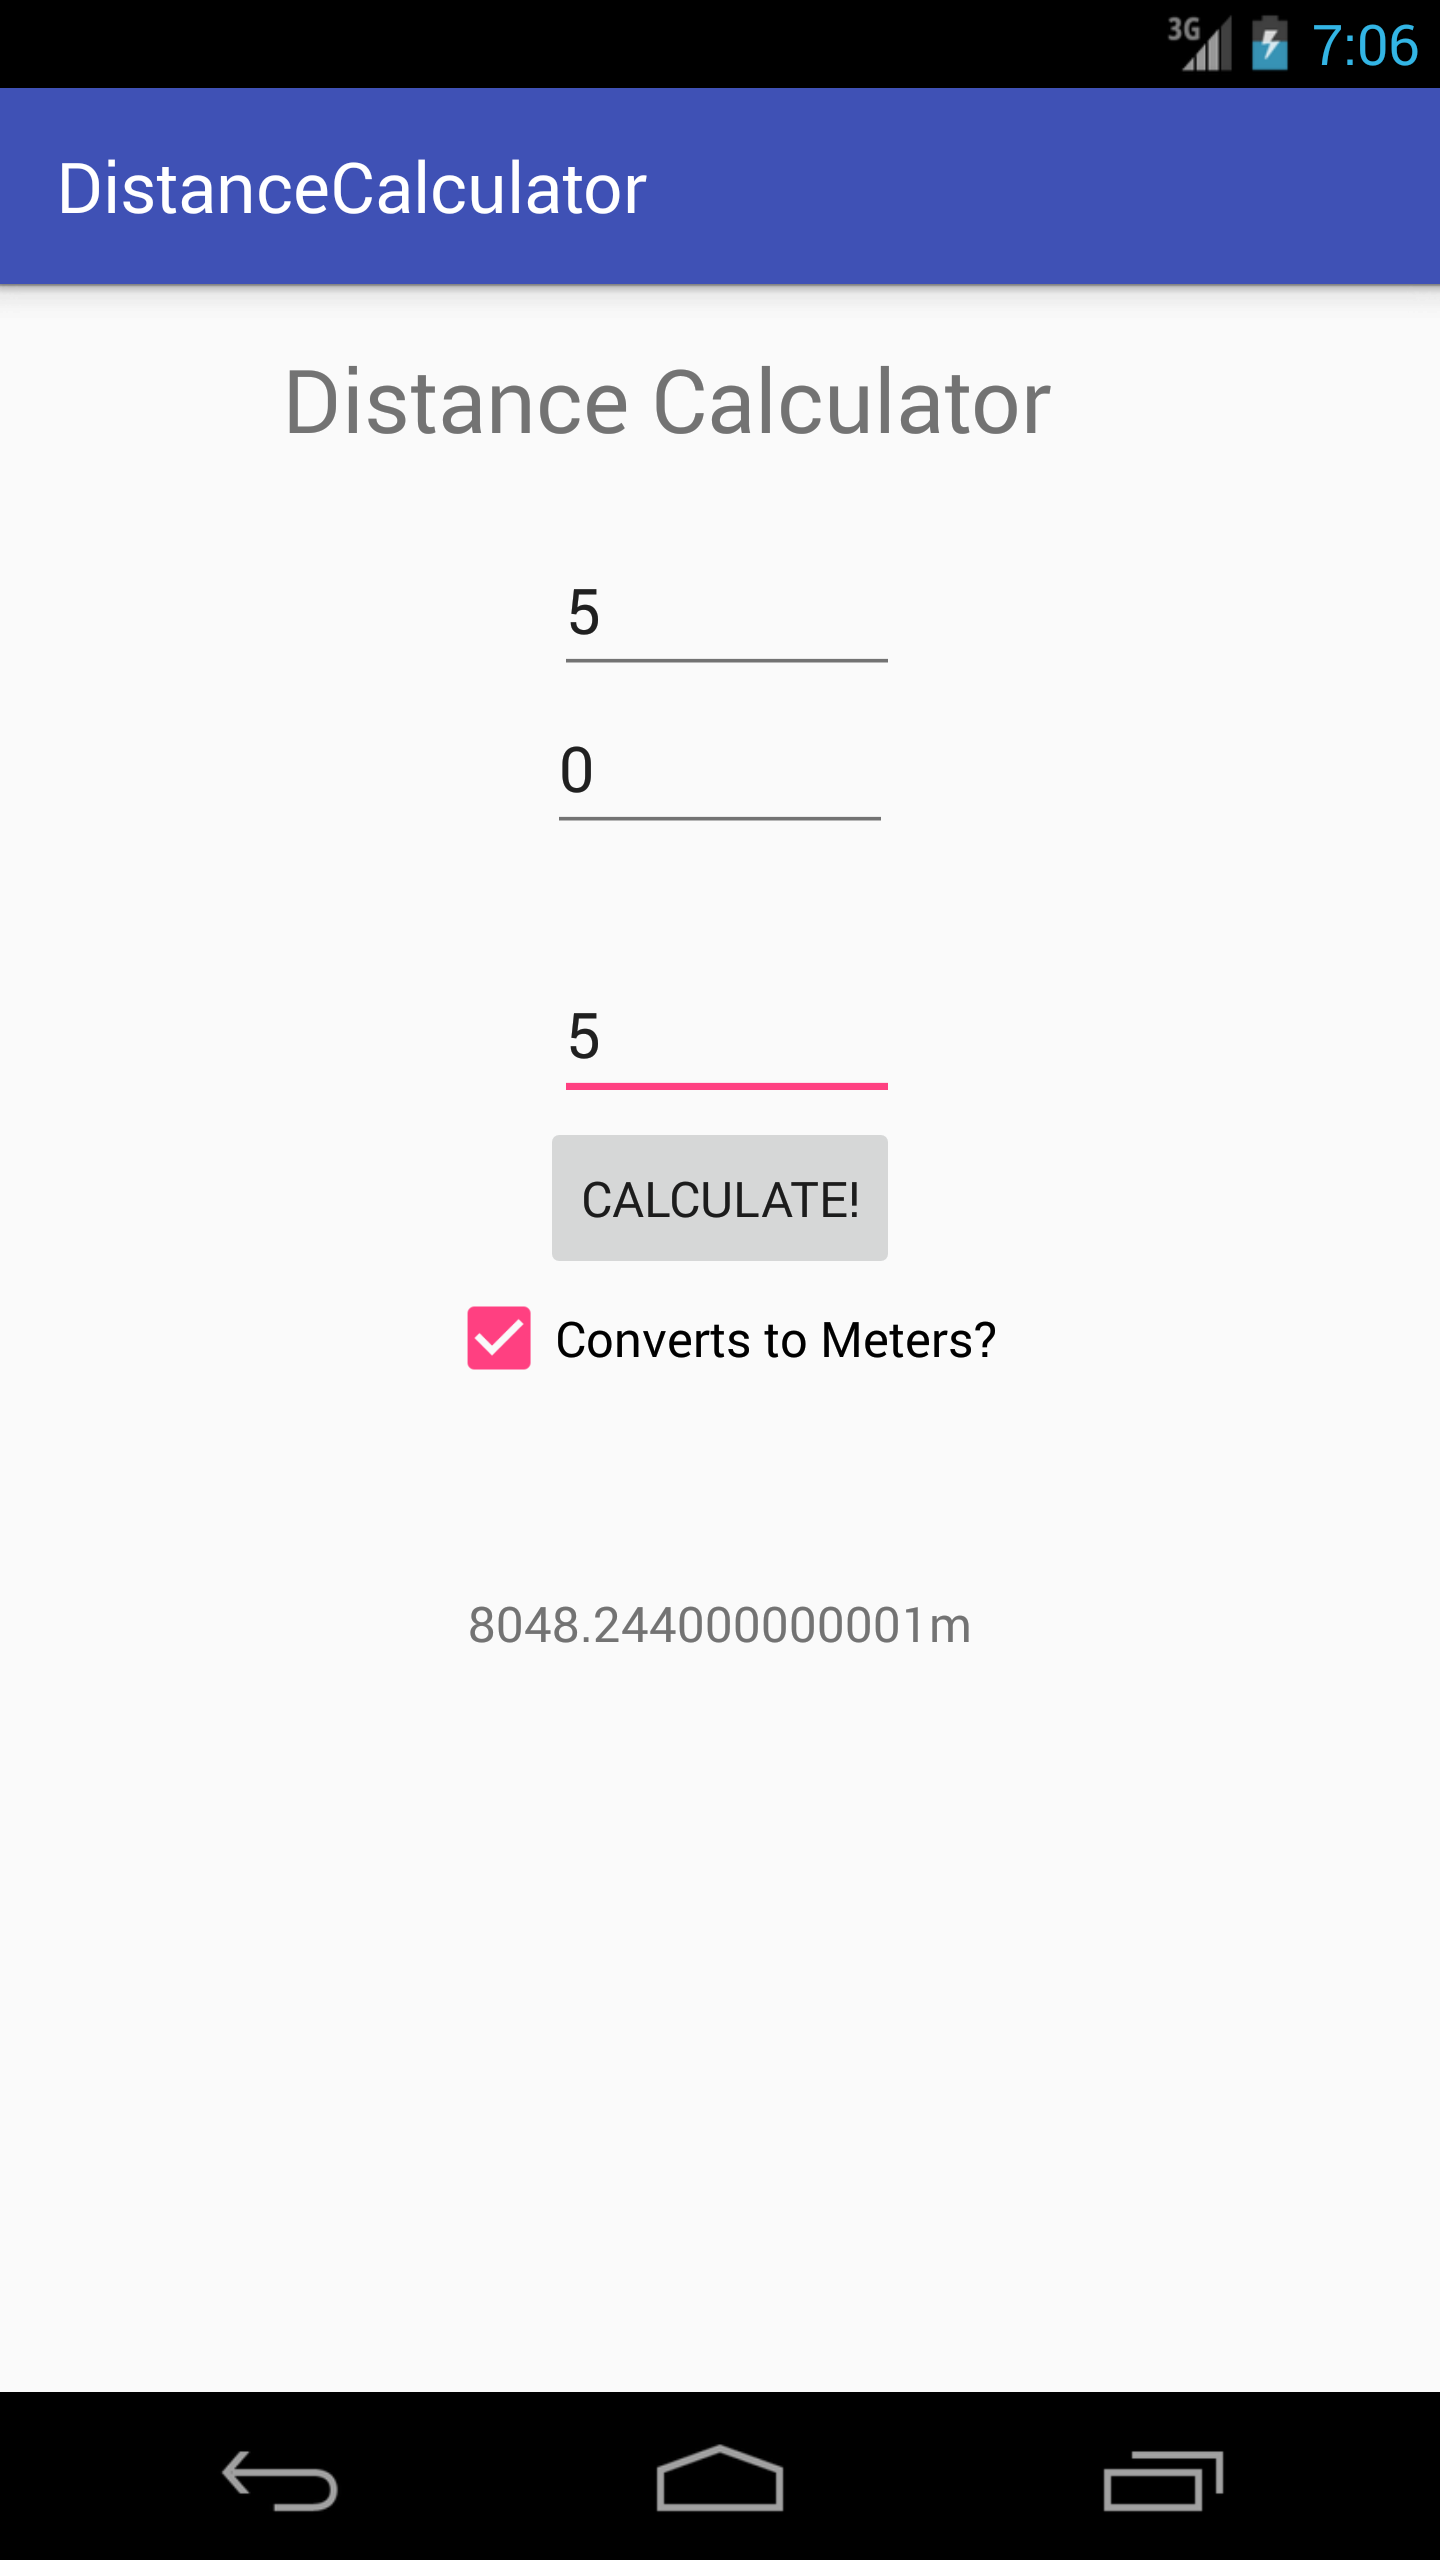 3G 7:06
DistanceCalculator
Distance Calculator
5
0
5
CALCULATE!
Converts to Meters?
8048.244000000001m